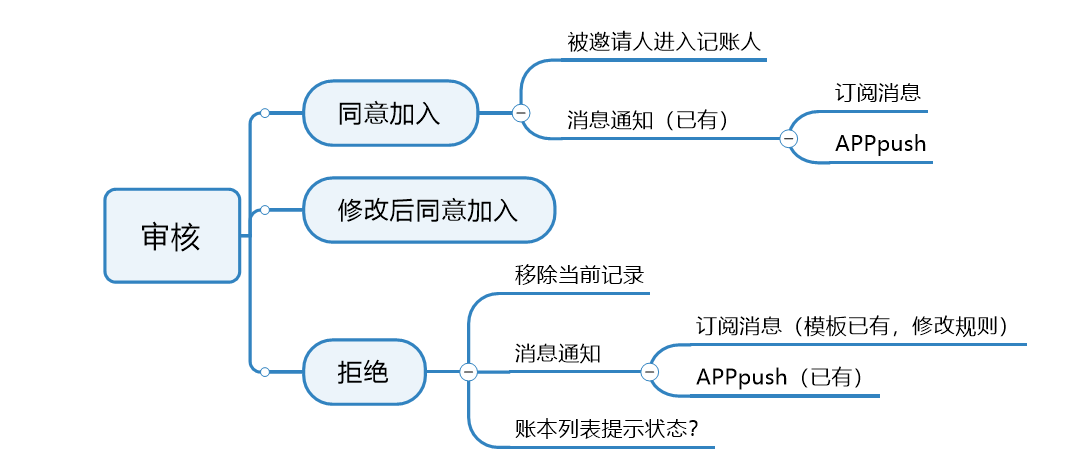 审核
同意加入
被邀请人进入记账人
消息通知（已有）
订阅消息
APPpush
修改后同意加入
拒绝
移除当前记录
消息通知
订阅消息（模板已有，修改规则）
APPpush（已有）
账本列表提示状态？